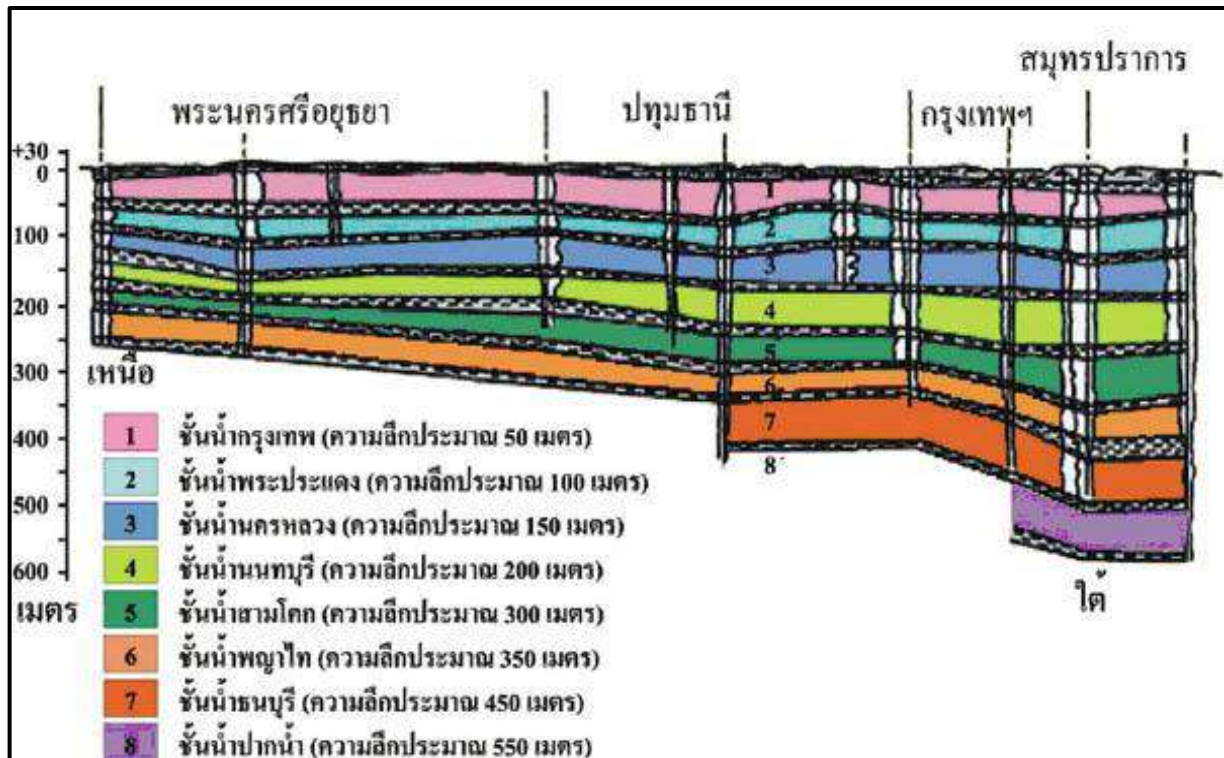 สมุทรปราการ
พระนครศรีอยุธยา ปทุมธานี กรุงเทพฯ
+30
0
100
200
300
400
500
600
เมตร
เหนือ
ใต้
1
2
3
4
5
6
7
8
1 ชั้นน้ำกรุงเทพ (ความลึกประมาณ 50 เมตร)
2 ชั้นน้ำพระประแดง (ความลึกประมาณ 100 เมตร)
3 ชั้นน้ำนครหลวง (ความลึกประมาณ 150 เมตร)
4 ชั้นน้ำนนทบุรี (ความลึกประมาณ 200 เมตร)
5 ชั้นน้ำสามโคก (ความลึกประมาณ 300 เมตร)
6 ชั้นน้ำพญาไท (ความลึกประมาณ 350 เมตร)
7 ชั้นน้ำธนบุรี (ความลึกประมาณ 450 เมตร)
8 ชั้นน้ำปากน้ำ (ความลึกประมาณ 550 เมตร)